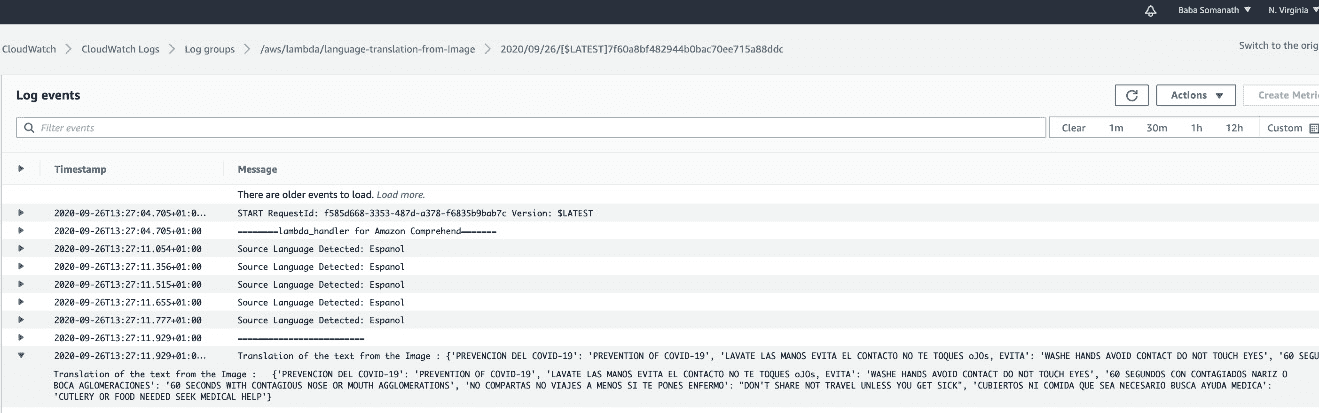 Baba Somanath N. Virginia
CloudWatch CloudWatch Logs Log groups /aws/lambda/language-translation-from-Image 2020/09/26/[$LATEST]7f60a8bf482944b0bac70ee715a88ddc Switch to the orig
Log events Actions Create Metri
Filter events Clear 1m 30m 1h 12h Custom
Timestamp Message
There are older events to load. Load more.
2020-09-26T13:27:04.705+01:0... START RequestId: f585d668-3353-487d-a378-f6835b9bab7c Version: $LATEST
2020-09-26T13:27:04.705+01:00 --------lambda_handler for Amazon Comprehend-------
2020-09-26T13:27:11.054+01:00 Source Language Detected: Espanol
2020-09-26T13:27:11.356+01:00 Source Language Detected: Espanol
2020-09-26T13:27:11.515+01:00 Source Language Detected: Espanol
2020-09-26T13:27:11.655+01:00 Source Language Detected: Espanol
2020-09-26T13:27:11.777+01:00 Source Language Detected: Espanol
2020-09-26T13:27:11.929+01:00 -------------------------
2020-09-26T13:27:11.929+01:0... Translation of the text from the Image : {'PREVENCION DEL COVID-19': 'PREVENTION OF COVID-19', 'LAVATE LAS MANOS EVITA EL CONTACTO NO TE TOQUES oJOs, EVITA': 'WASHE HANDS AVOID CONTACT DO NOT TOUCH EYES', '60 SEGU
Translation of the text from the Image : {'PREVENCION DEL COVID-19': 'PREVENTION OF COVID-19', 'LAVATE LAS MANOS EVITA EL CONTACTO NO TE TOQUES oJOs, EVITA': 'WASHE HANDS AVOID CONTACT DO NOT TOUCH EYES', '60 SEGUNDOS CON CONTAGIADOS NARIZ O
BOCA AGLOMERACIONES': '60 SECONDS WITH CONTAGIOUS NOSE OR MOUTH AGGLOMERATIONS', 'NO COMPARTAS NO VIAJES A MENOS SI TE PONES ENFERMO': "DON'T SHARE NOT TRAVEL UNLESS YOU GET SICK", 'CUBIERTOS NI COMIDA QUE SEA NECESARIO BUSCA AYUDA MEDICA':
'CUTLERY OR FOOD NEEDED SEEK MEDICAL HELP'}